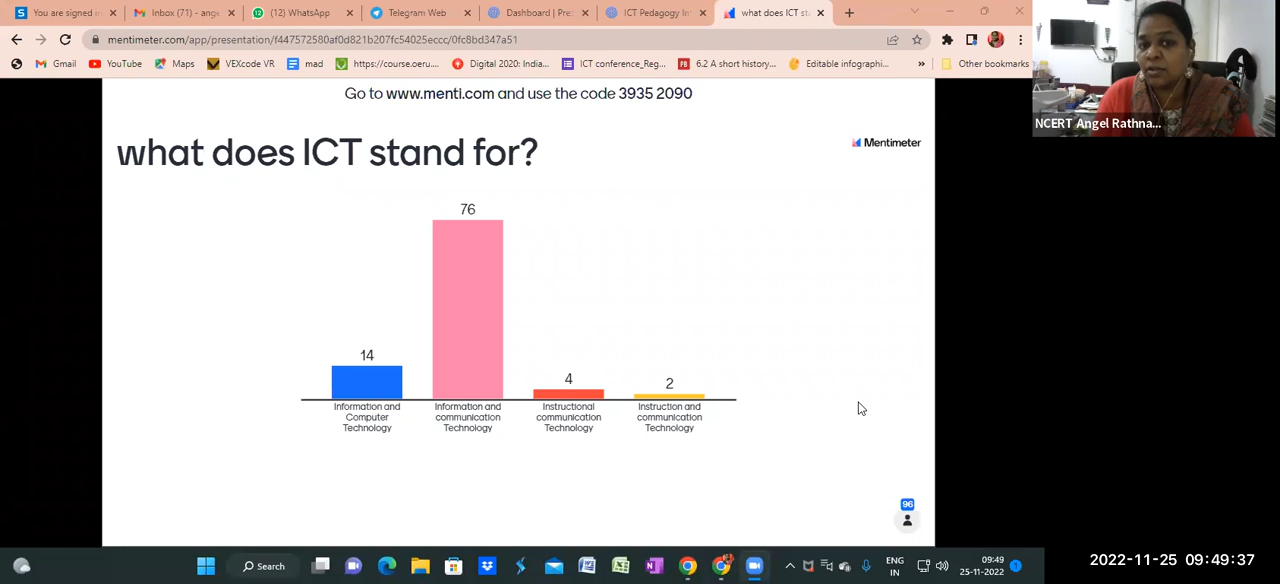 You are signed in
Inbox (71) - ange
(12) WhatsApp
Telegram Web
Dashboard | Pre
ICT Pedagogy In
what does ICT st
mentimeter.com/app/presentation/f447572580af0d821b207fc54025eccc/0fc8bd347a51
Gmail
YouTube
Maps
VEXcode VR
mad
https://course.oeru....
Digital 2020: India...
ICT conference_Reg...
6.2 A short history...
Editable infographi...
»
Other bookmarks
NCERT Angel Rathna...
Go to www.menti.com and use the code 3935 2090
what does ICT stand for?
Mentimeter
76
14
4
2
Information and
Computer
Technology
Information and
communication
Technology
Instructional
communication
Technology
Instruction and
communication
Technology
96
Search
ENG
IN
09:49
25-11-2022
1
2022-11-25 09:49:37